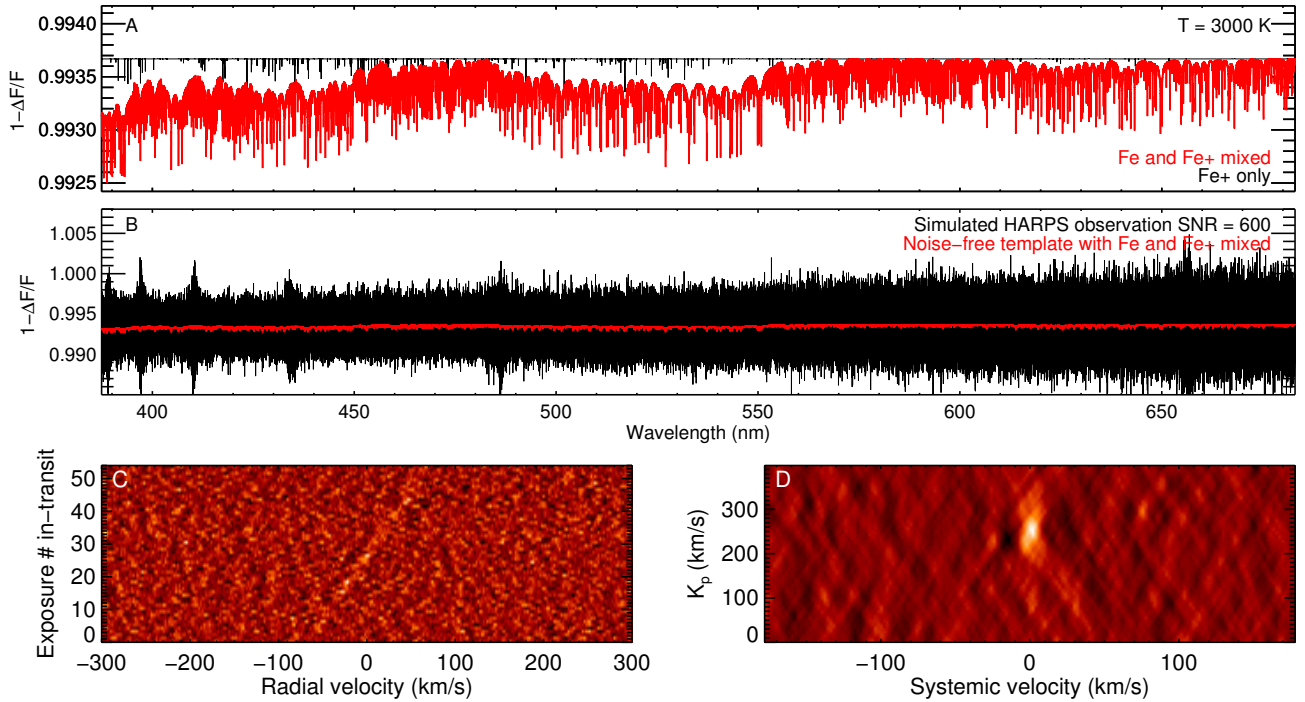 A
T = 3000 K
0.9940
0.9935
0.9930
0.9925
1−ΔF/F
Fe and Fe+ mixed
Fe+ only
B
Simulated HARPS observation SNR = 600
Noise−free template with Fe and Fe+ mixed
1.005
1.000
0.995
0.990
1−ΔF/F
400 450 500 550 600 650
Wavelength (nm)
C
50
40
30
20
10
0
Exposure # in−transit
−300 −200 −100 0 100 200 300
Radial velocity (km/s)
D
300
200
100
0
Kp (km/s)
−100 0 100
Systemic velocity (km/s)